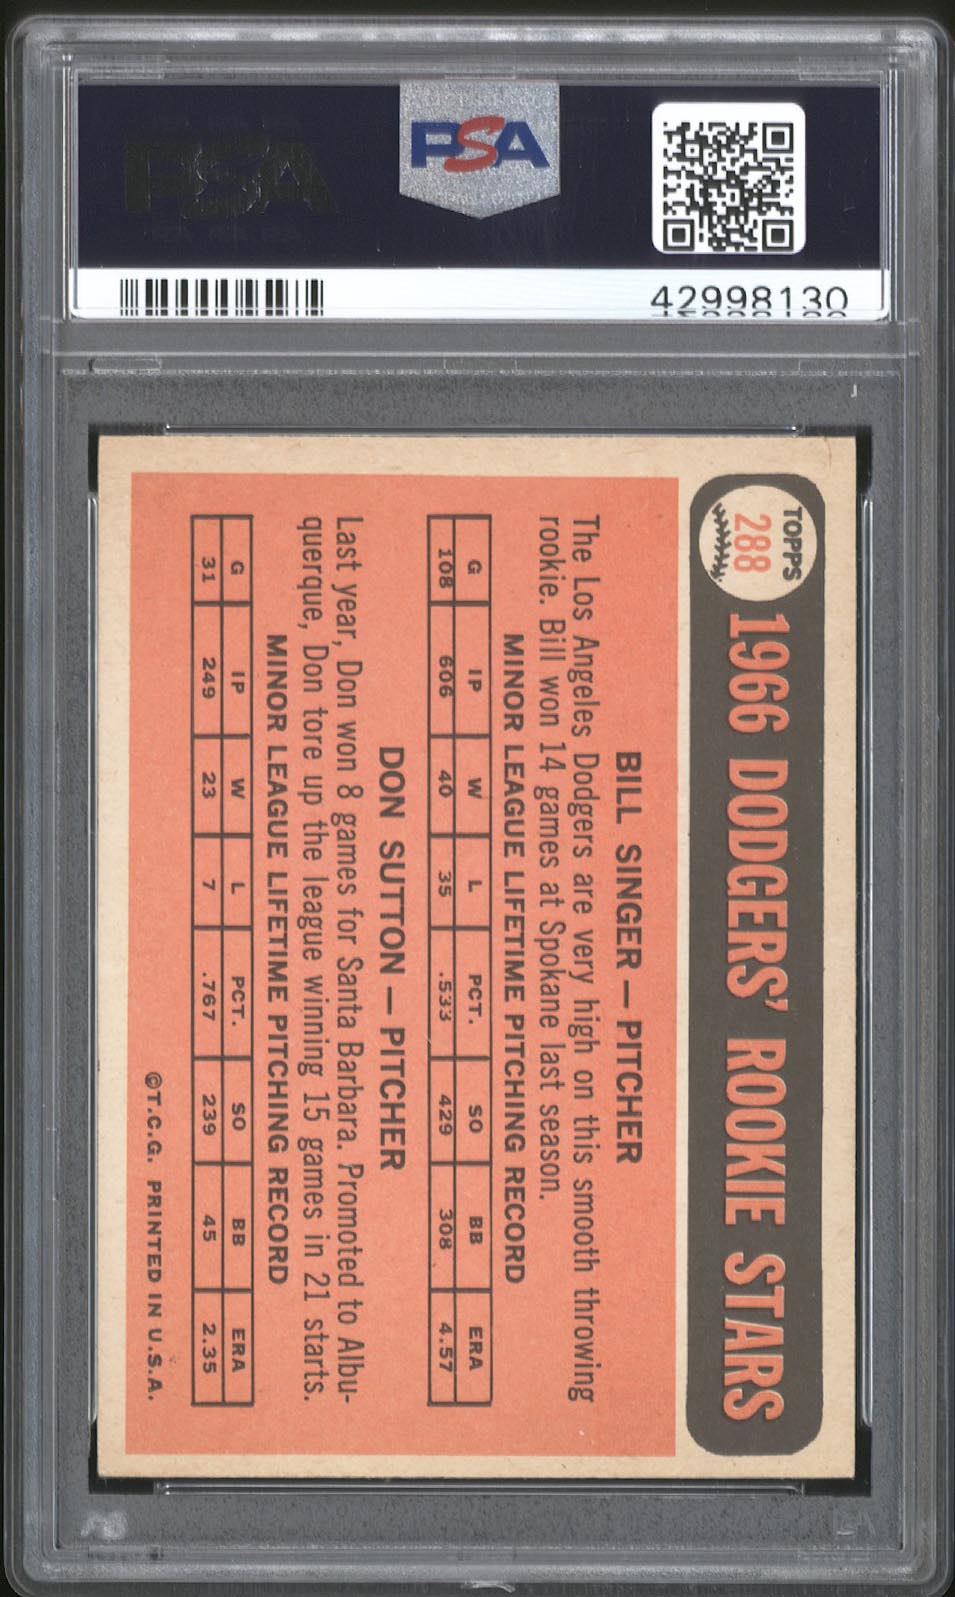 PSA
PSA
42998130
TOPPS
288
1966 DODGERS' ROOKIE STARS
BILL SINGER — PITCHER
The Los Angeles Dodgers are very high on this smooth throwing
rookie. Bill won 14 games at Spokane last season.
MINOR LEAGUE LIFETIME PITCHING RECORD
G IP W L PCT. SO BB ERA
108 606 40 35 .533 429 308 4.57
DON SUTTON — PITCHER
Last year, Don won 8 games for Santa Barbara. Promoted to Albu-
querque, Don tore up the league winning 15 games in 21 starts.
MINOR LEAGUE LIFETIME PITCHING RECORD
G IP W L PCT. SO BB ERA
31 249 23 7 .767 239 45 2.35
©T.C.G. PRINTED IN U.S.A.